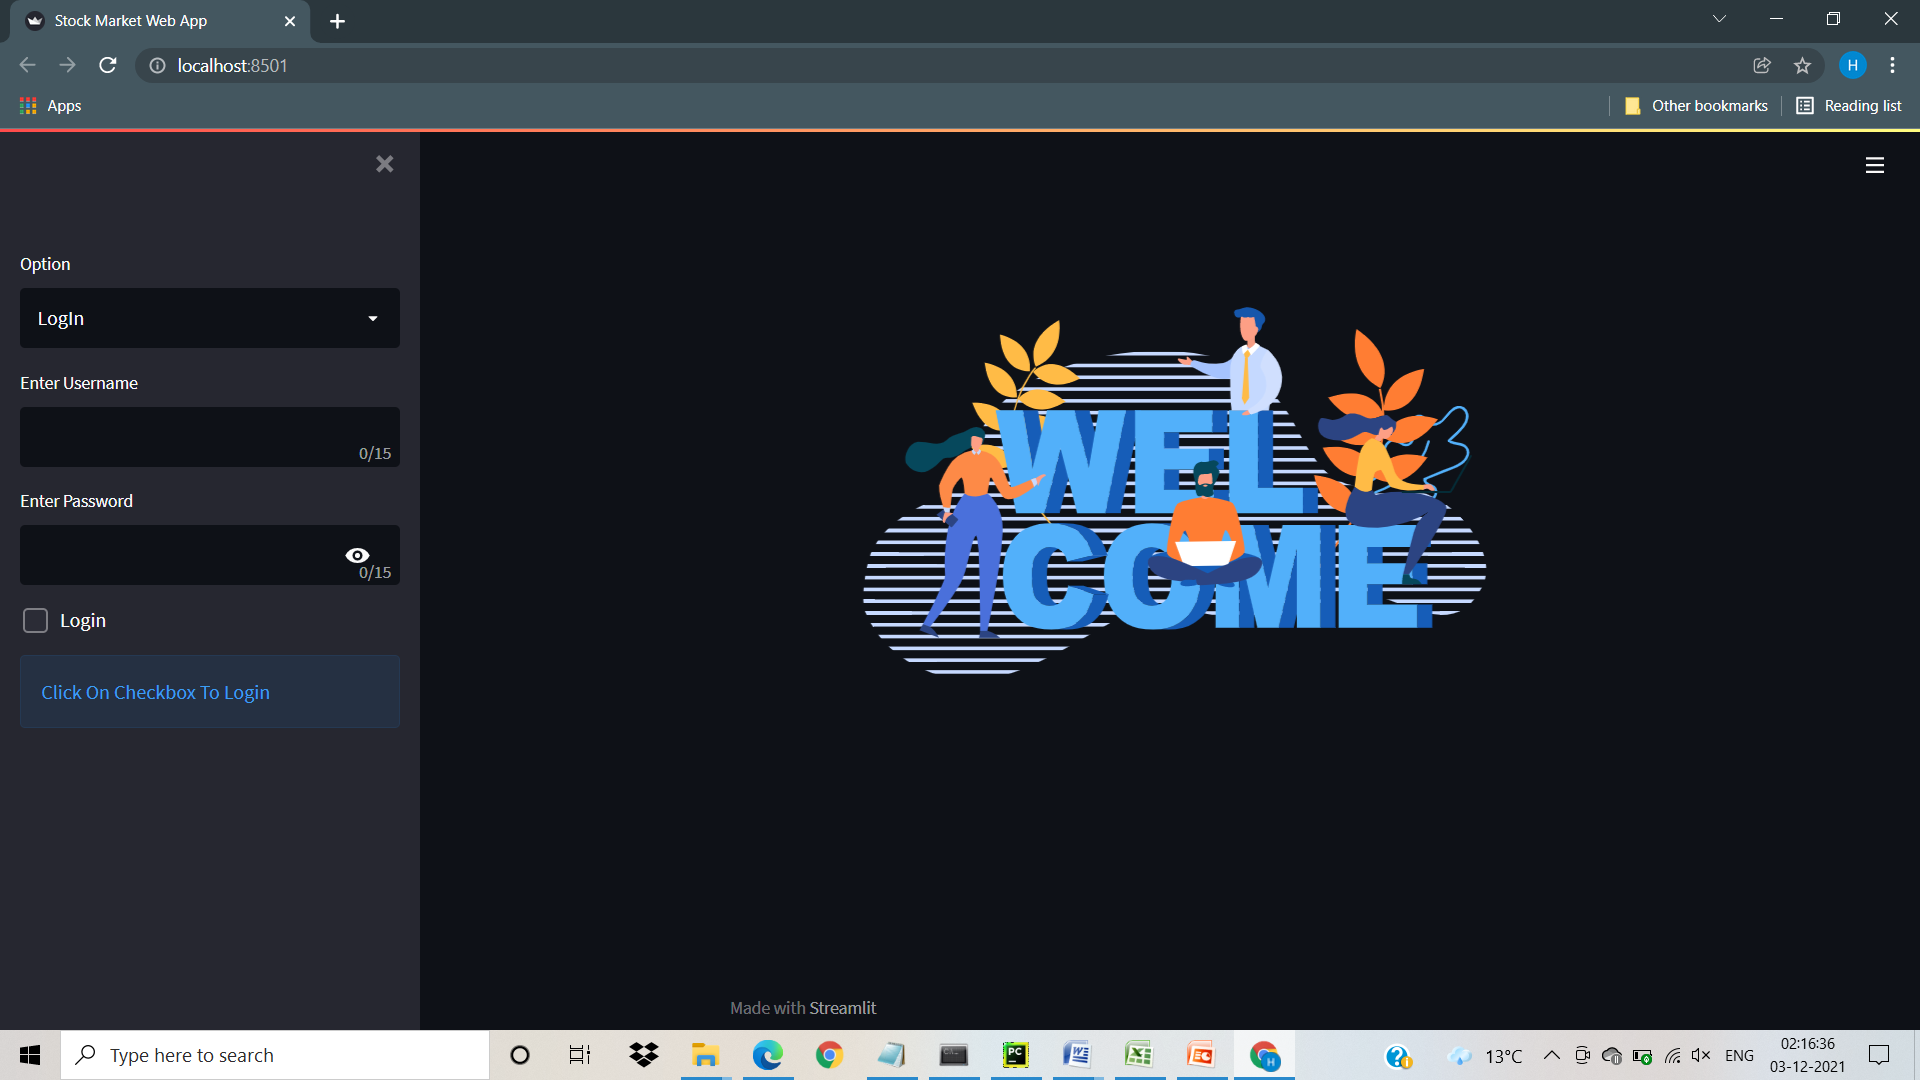 Stock Market Web App
localhost:8501
H
Apps
Other bookmarks
Reading list
Option
LogIn
Enter Username
0/15
Enter Password
0/15
Login
Click On Checkbox To Login
WEL
COME
Made with Streamlit
Type here to search
PC
13°C
ENG
02:16:36
03-12-2021